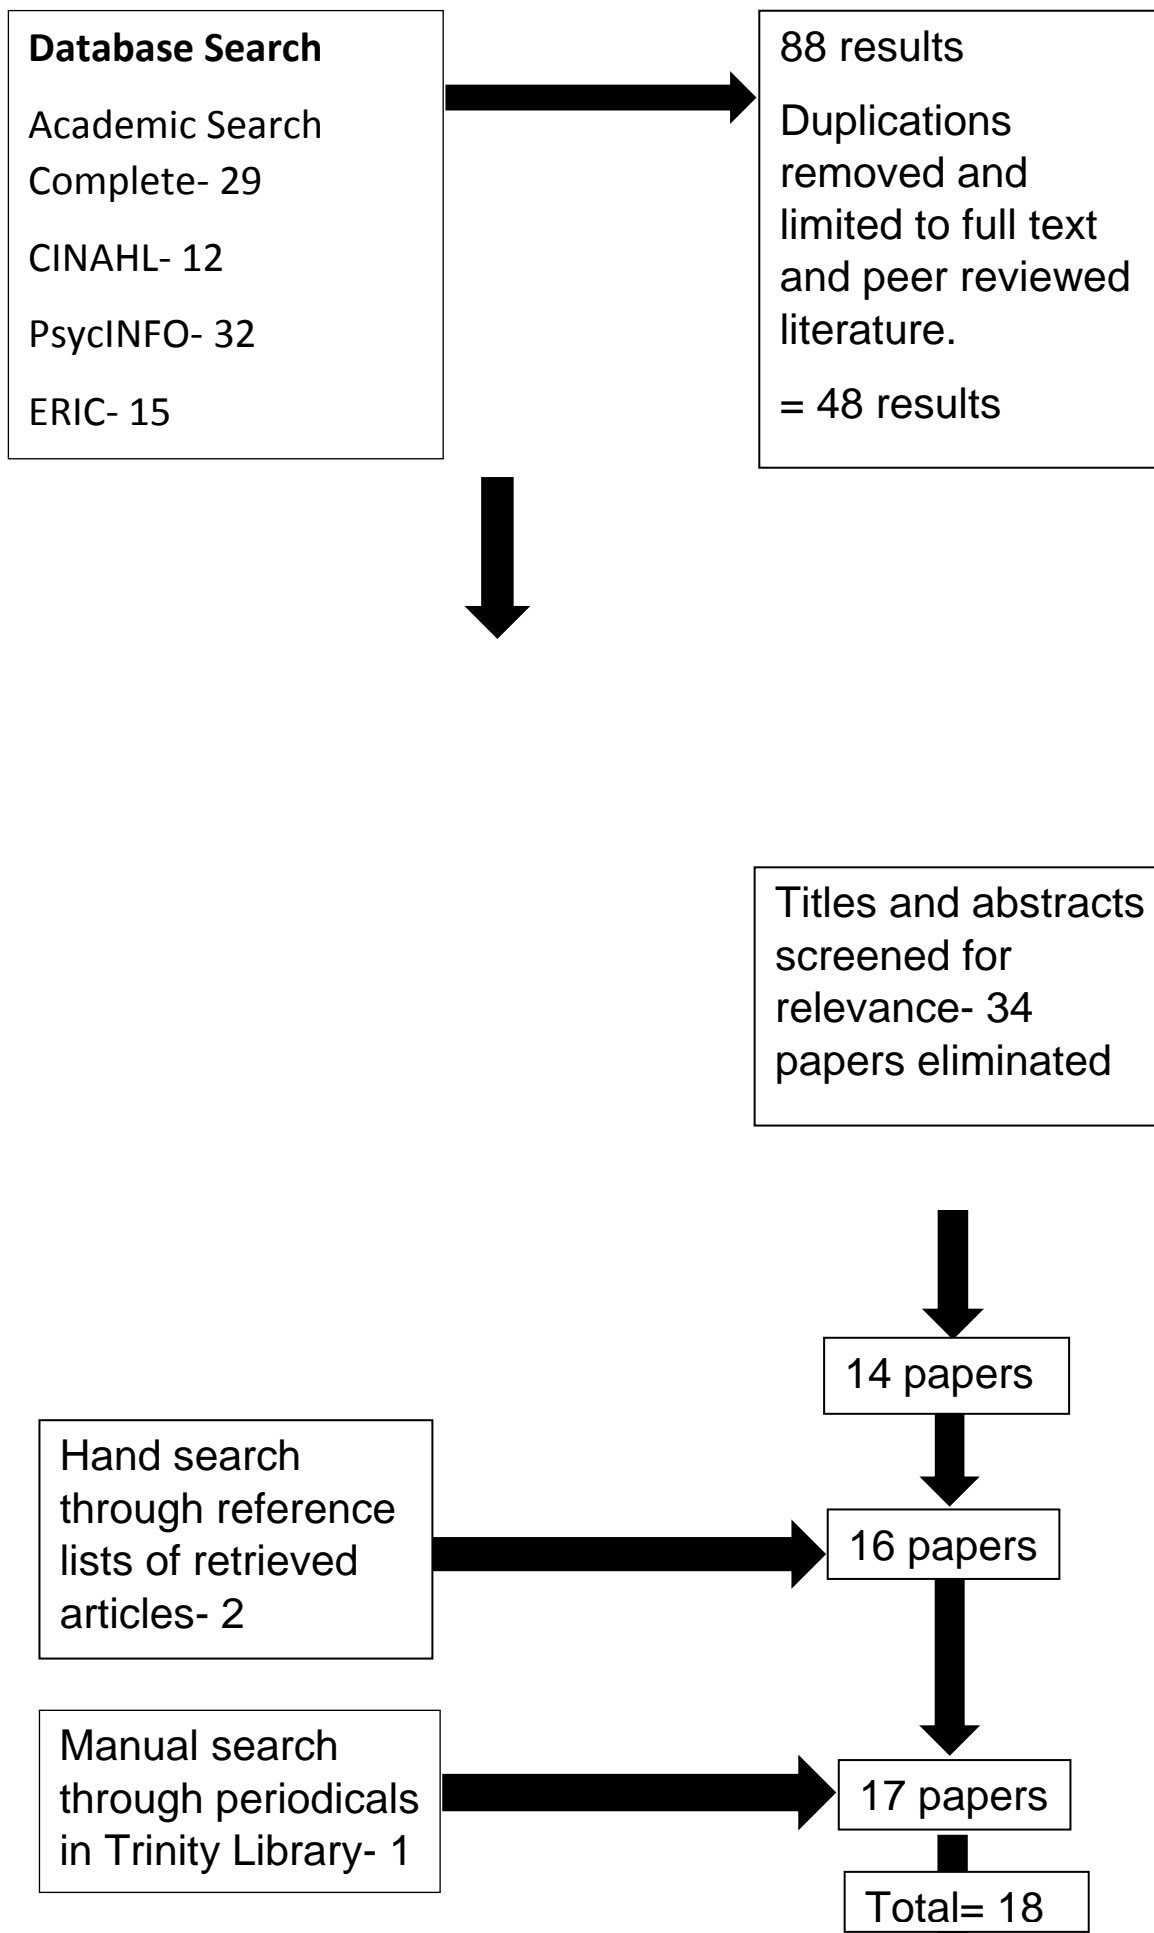 Database Search
Academic Search
Complete- 29
CINAHL- 12
PsycINFO- 32
ERIC- 15
88 results
Duplications
removed and
limited to full text
and peer reviewed
literature.
= 48 results
Titles and abstracts
screened for
relevance- 34
papers eliminated
14 papers
Hand search
through reference
lists of retrieved
articles- 2
16 papers
Manual search
through periodicals
in Trinity Library- 1
17 papers
Total= 18